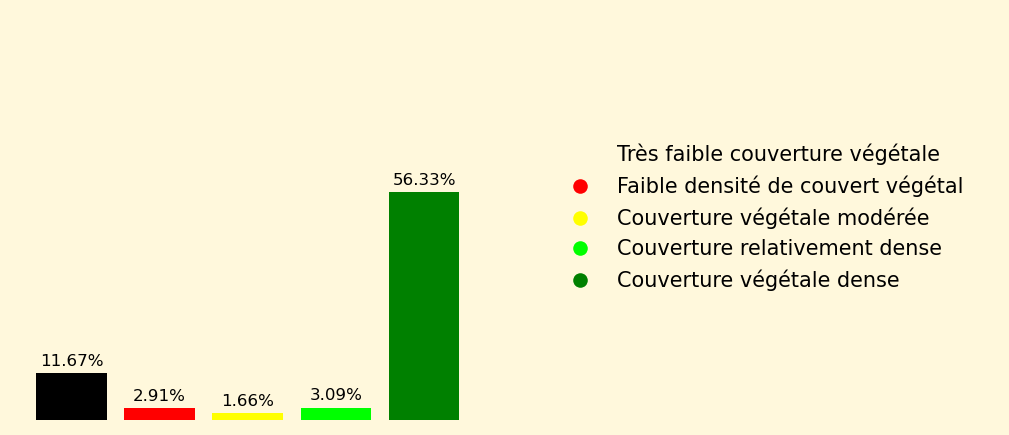 56.33%
11.67%
2.91%
1.66%
3.09%
Très faible couverture végétale
Faible densité de couvert végétal
Couverture végétale modérée
Couverture relativement dense
Couverture végétale dense